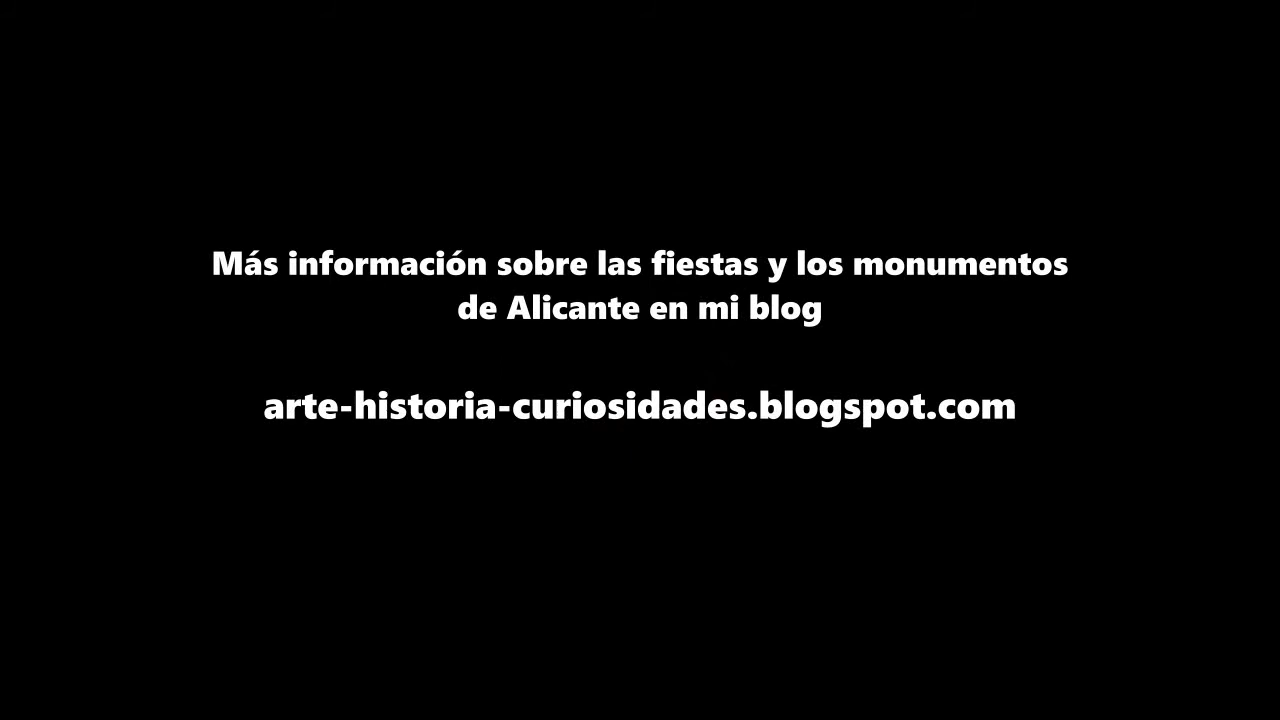 Más información sobre las fiestas y los monumentos
de Alicante en mi blog
arte-historia-curiosidades.blogspot.com